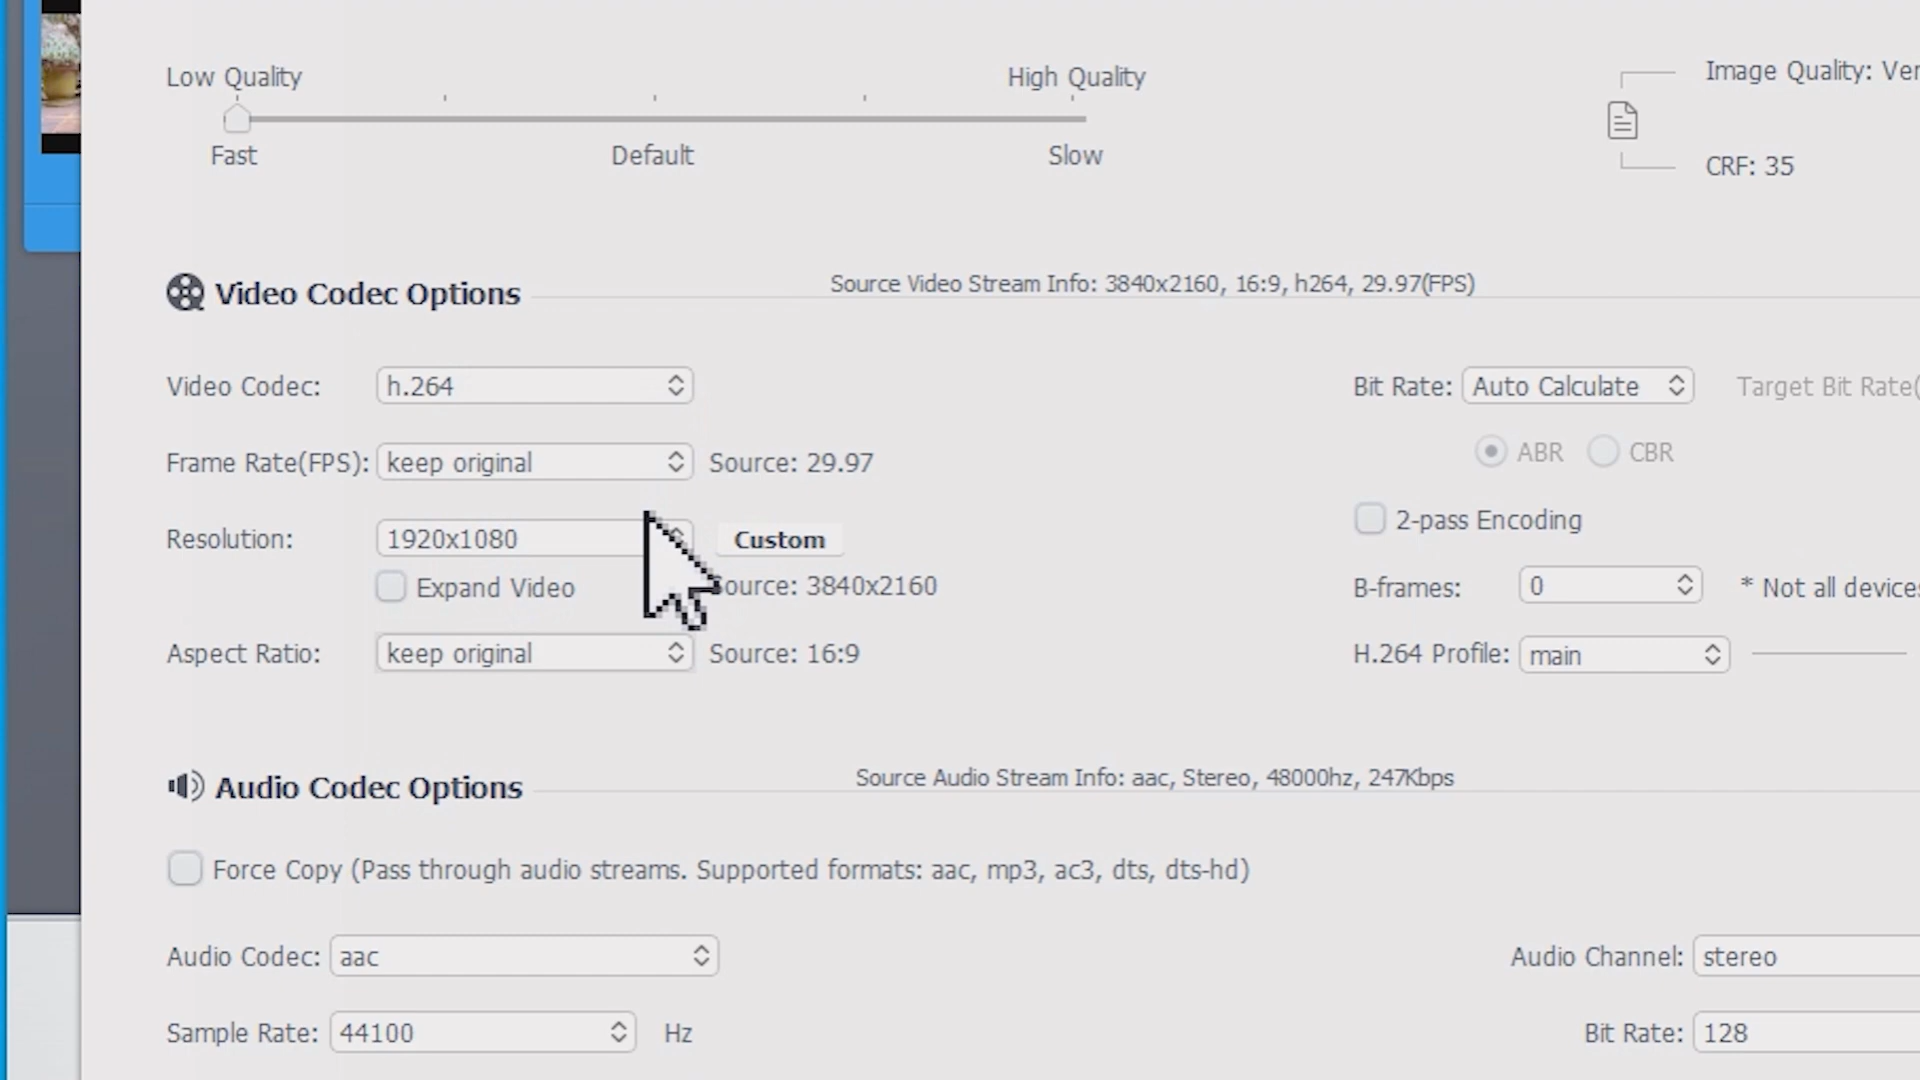 Low Quality High Quality
Fast Default Slow
Image Quality: Ver
CRF: 35
Video Codec Options Source Video Stream Info: 3840x2160, 16:9, h264, 29.97(FPS)
Video Codec: h.264 Bit Rate: Auto Calculate Target Bit Rate(
ABR CBR
Frame Rate(FPS): keep original Source: 29.97
2-pass Encoding
Resolution: 1920x1080 Custom
Expand Video Source: 3840x2160 B-frames: 0 * Not all devices
Aspect Ratio: keep original Source: 16:9 H.264 Profile: main
Audio Codec Options Source Audio Stream Info: aac, Stereo, 48000hz, 247Kbps
Force Copy (Pass through audio streams. Supported formats: aac, mp3, ac3, dts, dts-hd)
Audio Codec: aac Audio Channel: stereo
Sample Rate: 44100 Hz Bit Rate: 128